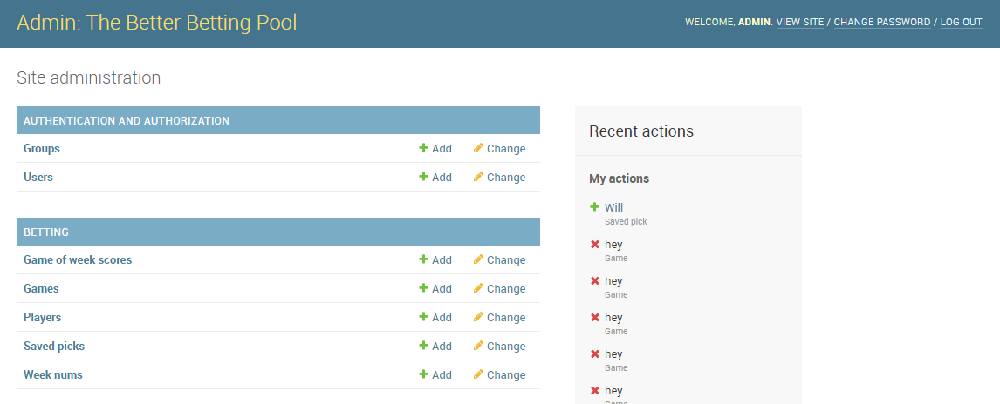 Admin: The Better Betting Pool
WELCOME, ADMIN. VIEW SITE / CHANGE PASSWORD / LOG OUT
Site administration
AUTHENTICATION AND AUTHORIZATION
Groups Add Change
Users Add Change
BETTING
Game of week scores Add Change
Games Add Change
Players Add Change
Saved picks Add Change
Week nums Add Change
Recent actions
My actions
Will
Saved pick
hey
Game
hey
Game
hey
Game
hey
Game
hey
Game